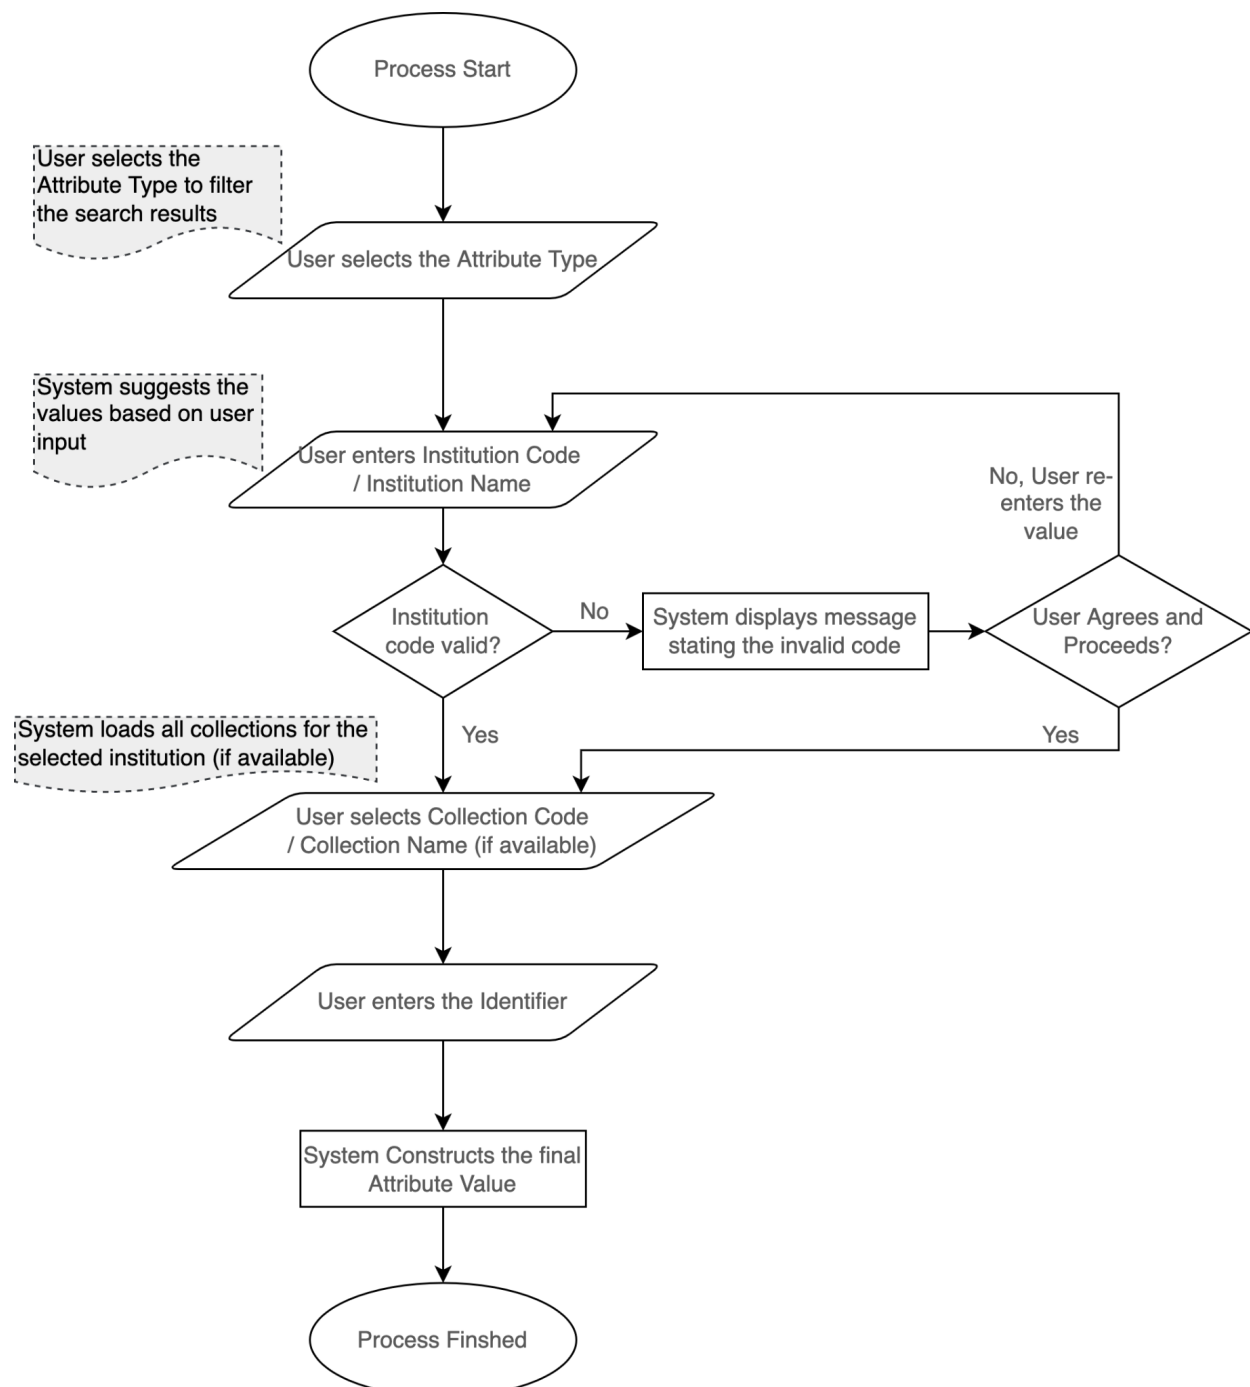 Process Start
User selects the
Attribute Type to filter
the search results
User selects the Attribute Type
System suggests the
values based on user
input
User enters Institution Code
/ Institution Name
No, User re-
enters the
value
Institution
code valid?
No
System displays message
stating the invalid code
User Agrees and
Proceeds?
Yes
Yes
System loads all collections for the
selected institution (if available)
User selects Collection Code
/ Collection Name (if available)
User enters the Identifier
System Constructs the final
Attribute Value
Process Finshed